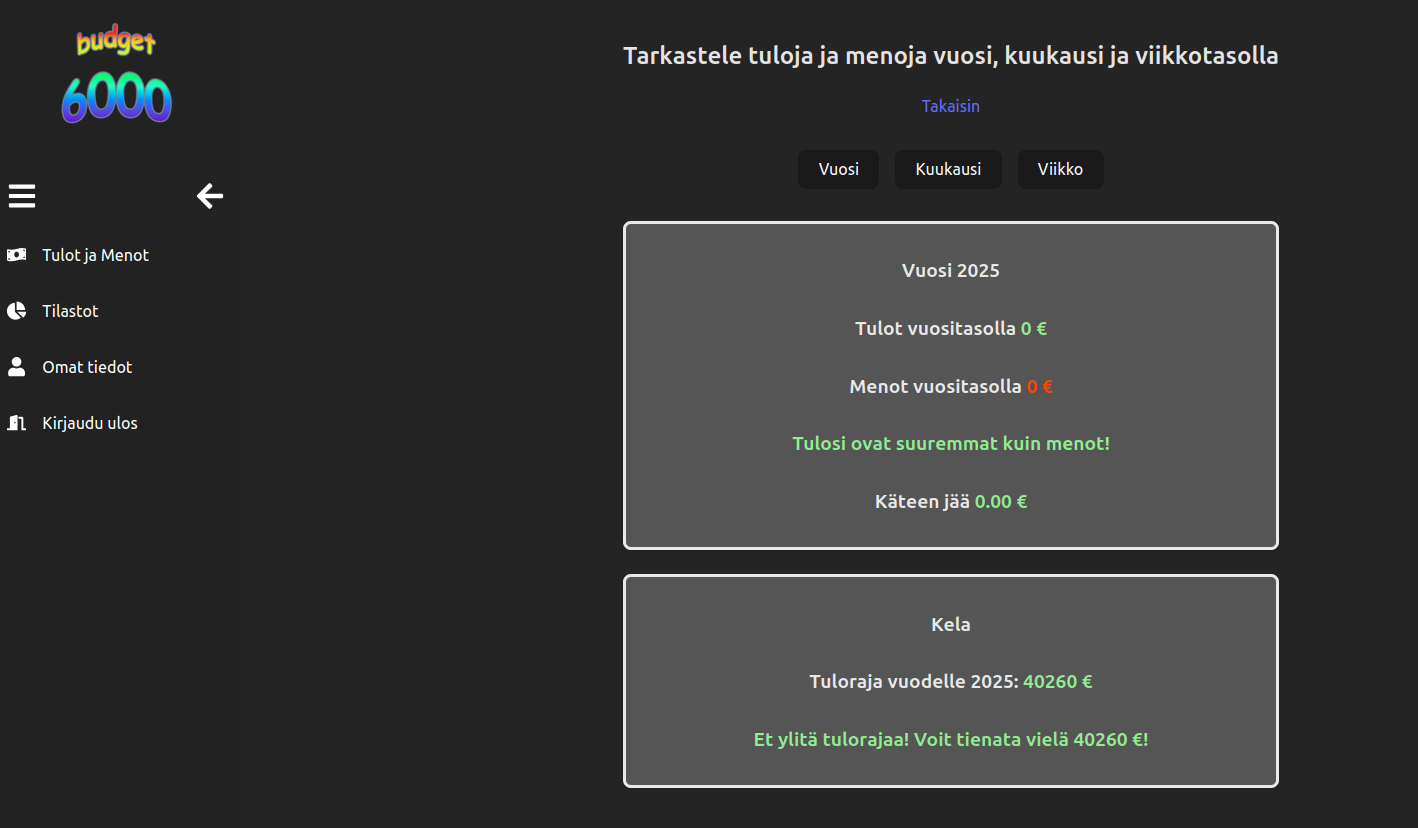 budget
6000
Tulot ja Menot
Tilastot
Omat tiedot
Kirjaudu ulos
Tarkastele tuloja ja menoja vuosi, kuukausi ja viikkotasolla
Takaisin
Vuosi Kuukausi Viikko
Vuosi 2025
Tulot vuositasolla 0 €
Menot vuositasolla 0 €
Tulosi ovat suuremmat kuin menot!
Käteen jää 0.00 €
Kela
Tuloraja vuodelle 2025: 40260 €
Et ylitä tulorajaa! Voit tienata vielä 40260 €!